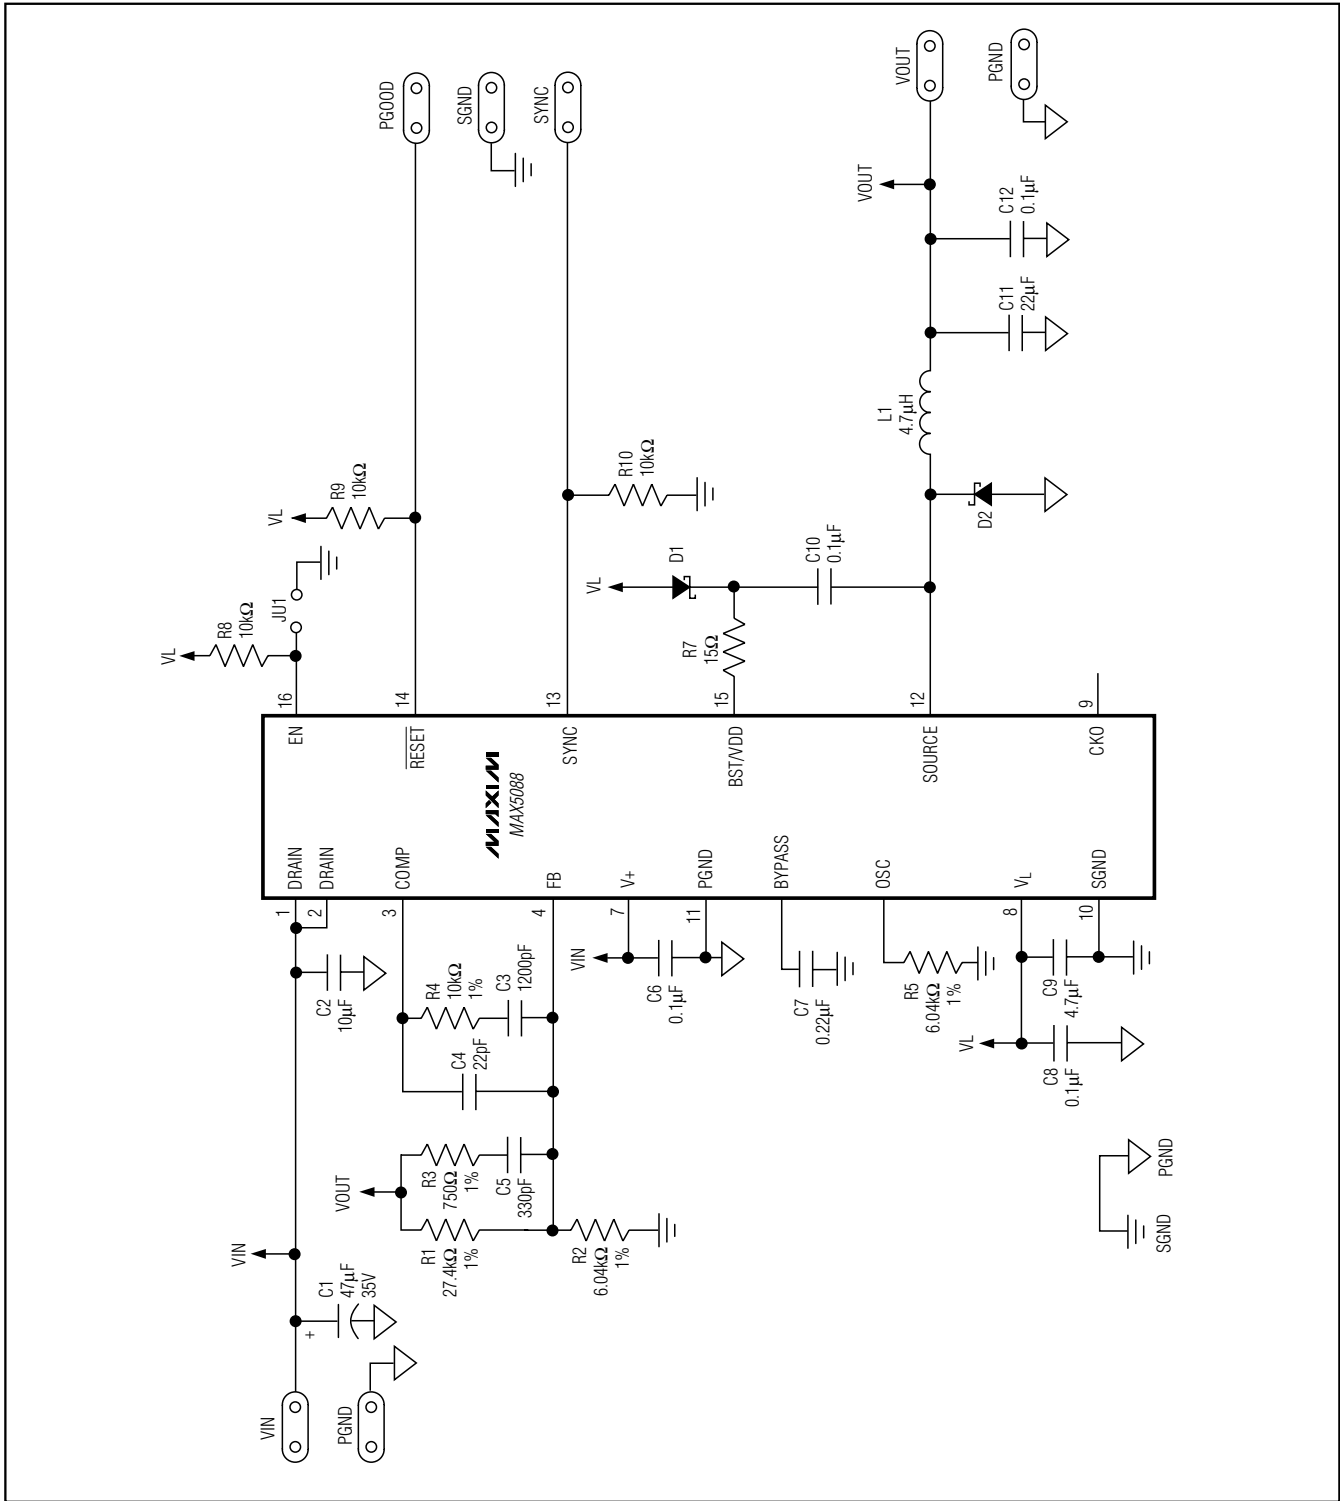 VIN
PGND
VIN
+
C1
47µF
35V
C2
10µF
VOUT
R1
27.4kΩ
1%
R3
750Ω
1%
C5
330pF
R2
6.04kΩ
1%
C4
22pF
R4
10kΩ
1%
C3
1200pF
VIN
C6
0.1µF
C7
0.22µF
R5
6.04kΩ
1%
VL
C8
0.1µF
C9
4.7µF
SGND
PGND
1
2
3
4
7
11
8
10
DRAIN
DRAIN
COMP
FB
V+
PGND
BYPASS
OSC
VL
SGND
MAXIM
MAX5088
EN
RESET
SYNC
BST/VDD
SOURCE
CKO
16
14
13
15
12
9
VL
R8
10kΩ
JU1
VL
R9
10kΩ
R10
10kΩ
R7
15Ω
VL
D1
C10
0.1µF
D2
L1
4.7µH
C11
22µF
C12
0.1µF
VOUT
PGOOD
SGND
SYNC
VOUT
PGND